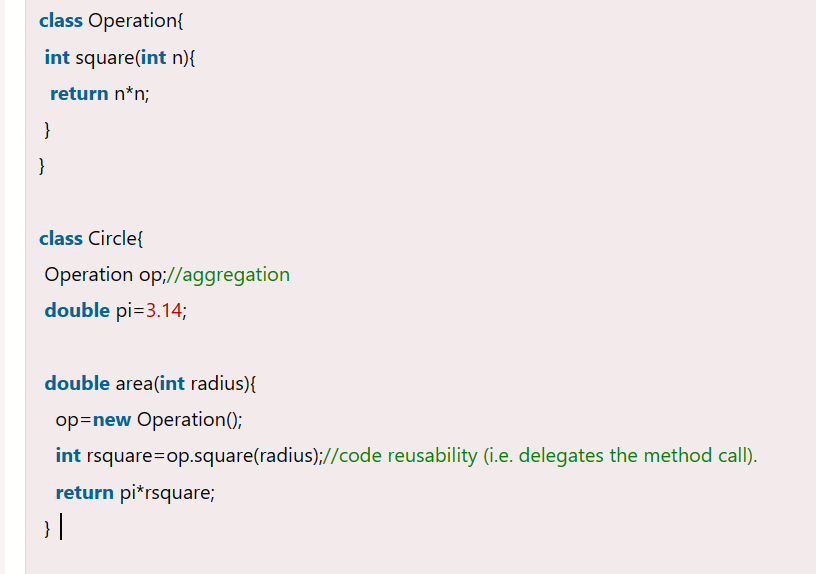 class Operation{
int square(int n){
return n*n;
}
}
class Circle{
Operation op;//aggregation
double pi=3.14;
double area(int radius){
op=new Operation();
int rsquare=op.square(radius);//code reusability (i.e. delegates the method call).
return pi*rsquare;
}